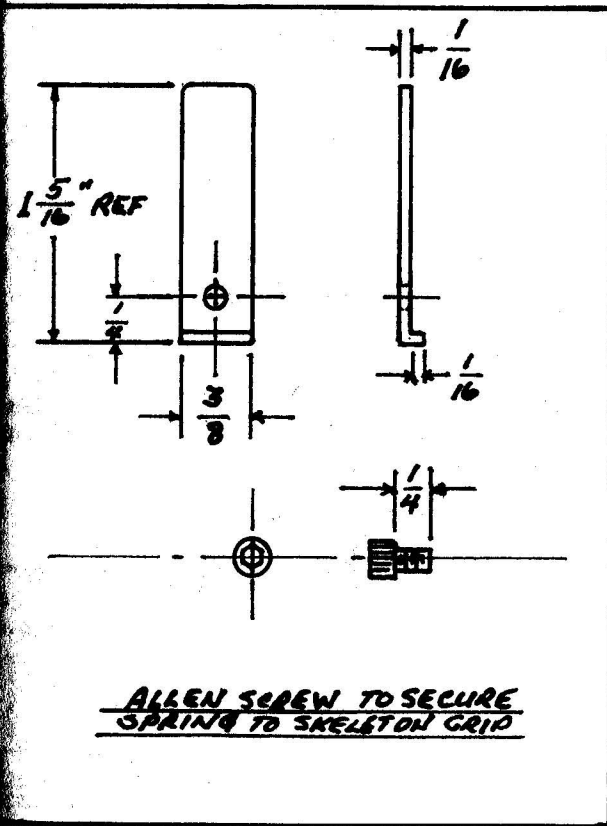 1/16
1 5/16" REF
1/4
3/8
1/16
1/4
ALLEN SCREW TO SECURE
SPRING TO SKELETON GRIP